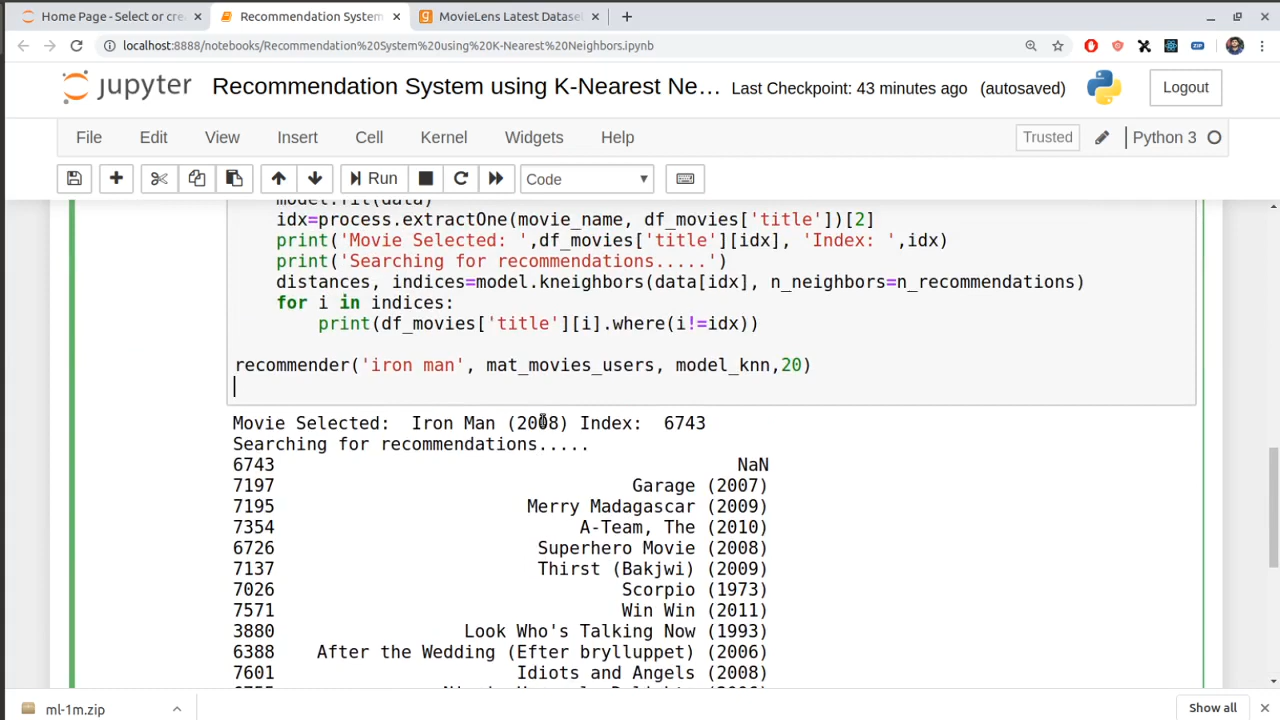 Home Page - Select or cre
Recommendation System
MovieLens Latest Datase
localhost:8888/notebooks/Recommendation%20System%20using%20K-Nearest%20Neighbors.ipynb
jupyter Recommendation System using K-Nearest Ne… Last Checkpoint: 43 minutes ago (autosaved) Logout
File Edit View Insert Cell Kernel Widgets Help Trusted Python 3
Run Code
model.fit(data)
idx=process.extractOne(movie_name, df_movies['title'])[2]
print('Movie Selected: ',df_movies['title'][idx], 'Index: ',idx)
print('Searching for recommendations.....')
distances, indices=model.kneighbors(data[idx], n_neighbors=n_recommendations)
for i in indices:
print(df_movies['title'][i].where(i!=idx))
recommender('iron man', mat_movies_users, model_knn,20)
Movie Selected:  Iron Man (2008) Index:  6743
Searching for recommendations.....
6743 NaN
7197 Garage (2007)
7195 Merry Madagascar (2009)
7354 A-Team, The (2010)
6726 Superhero Movie (2008)
7137 Thirst (Bakjwi) (2009)
7026 Scorpio (1973)
7571 Win Win (2011)
3880 Look Who's Talking Now (1993)
6388 After the Wedding (Efter brylluppet) (2006)
7601 Idiots and Angels (2008)
ml-1m.zip
Show all